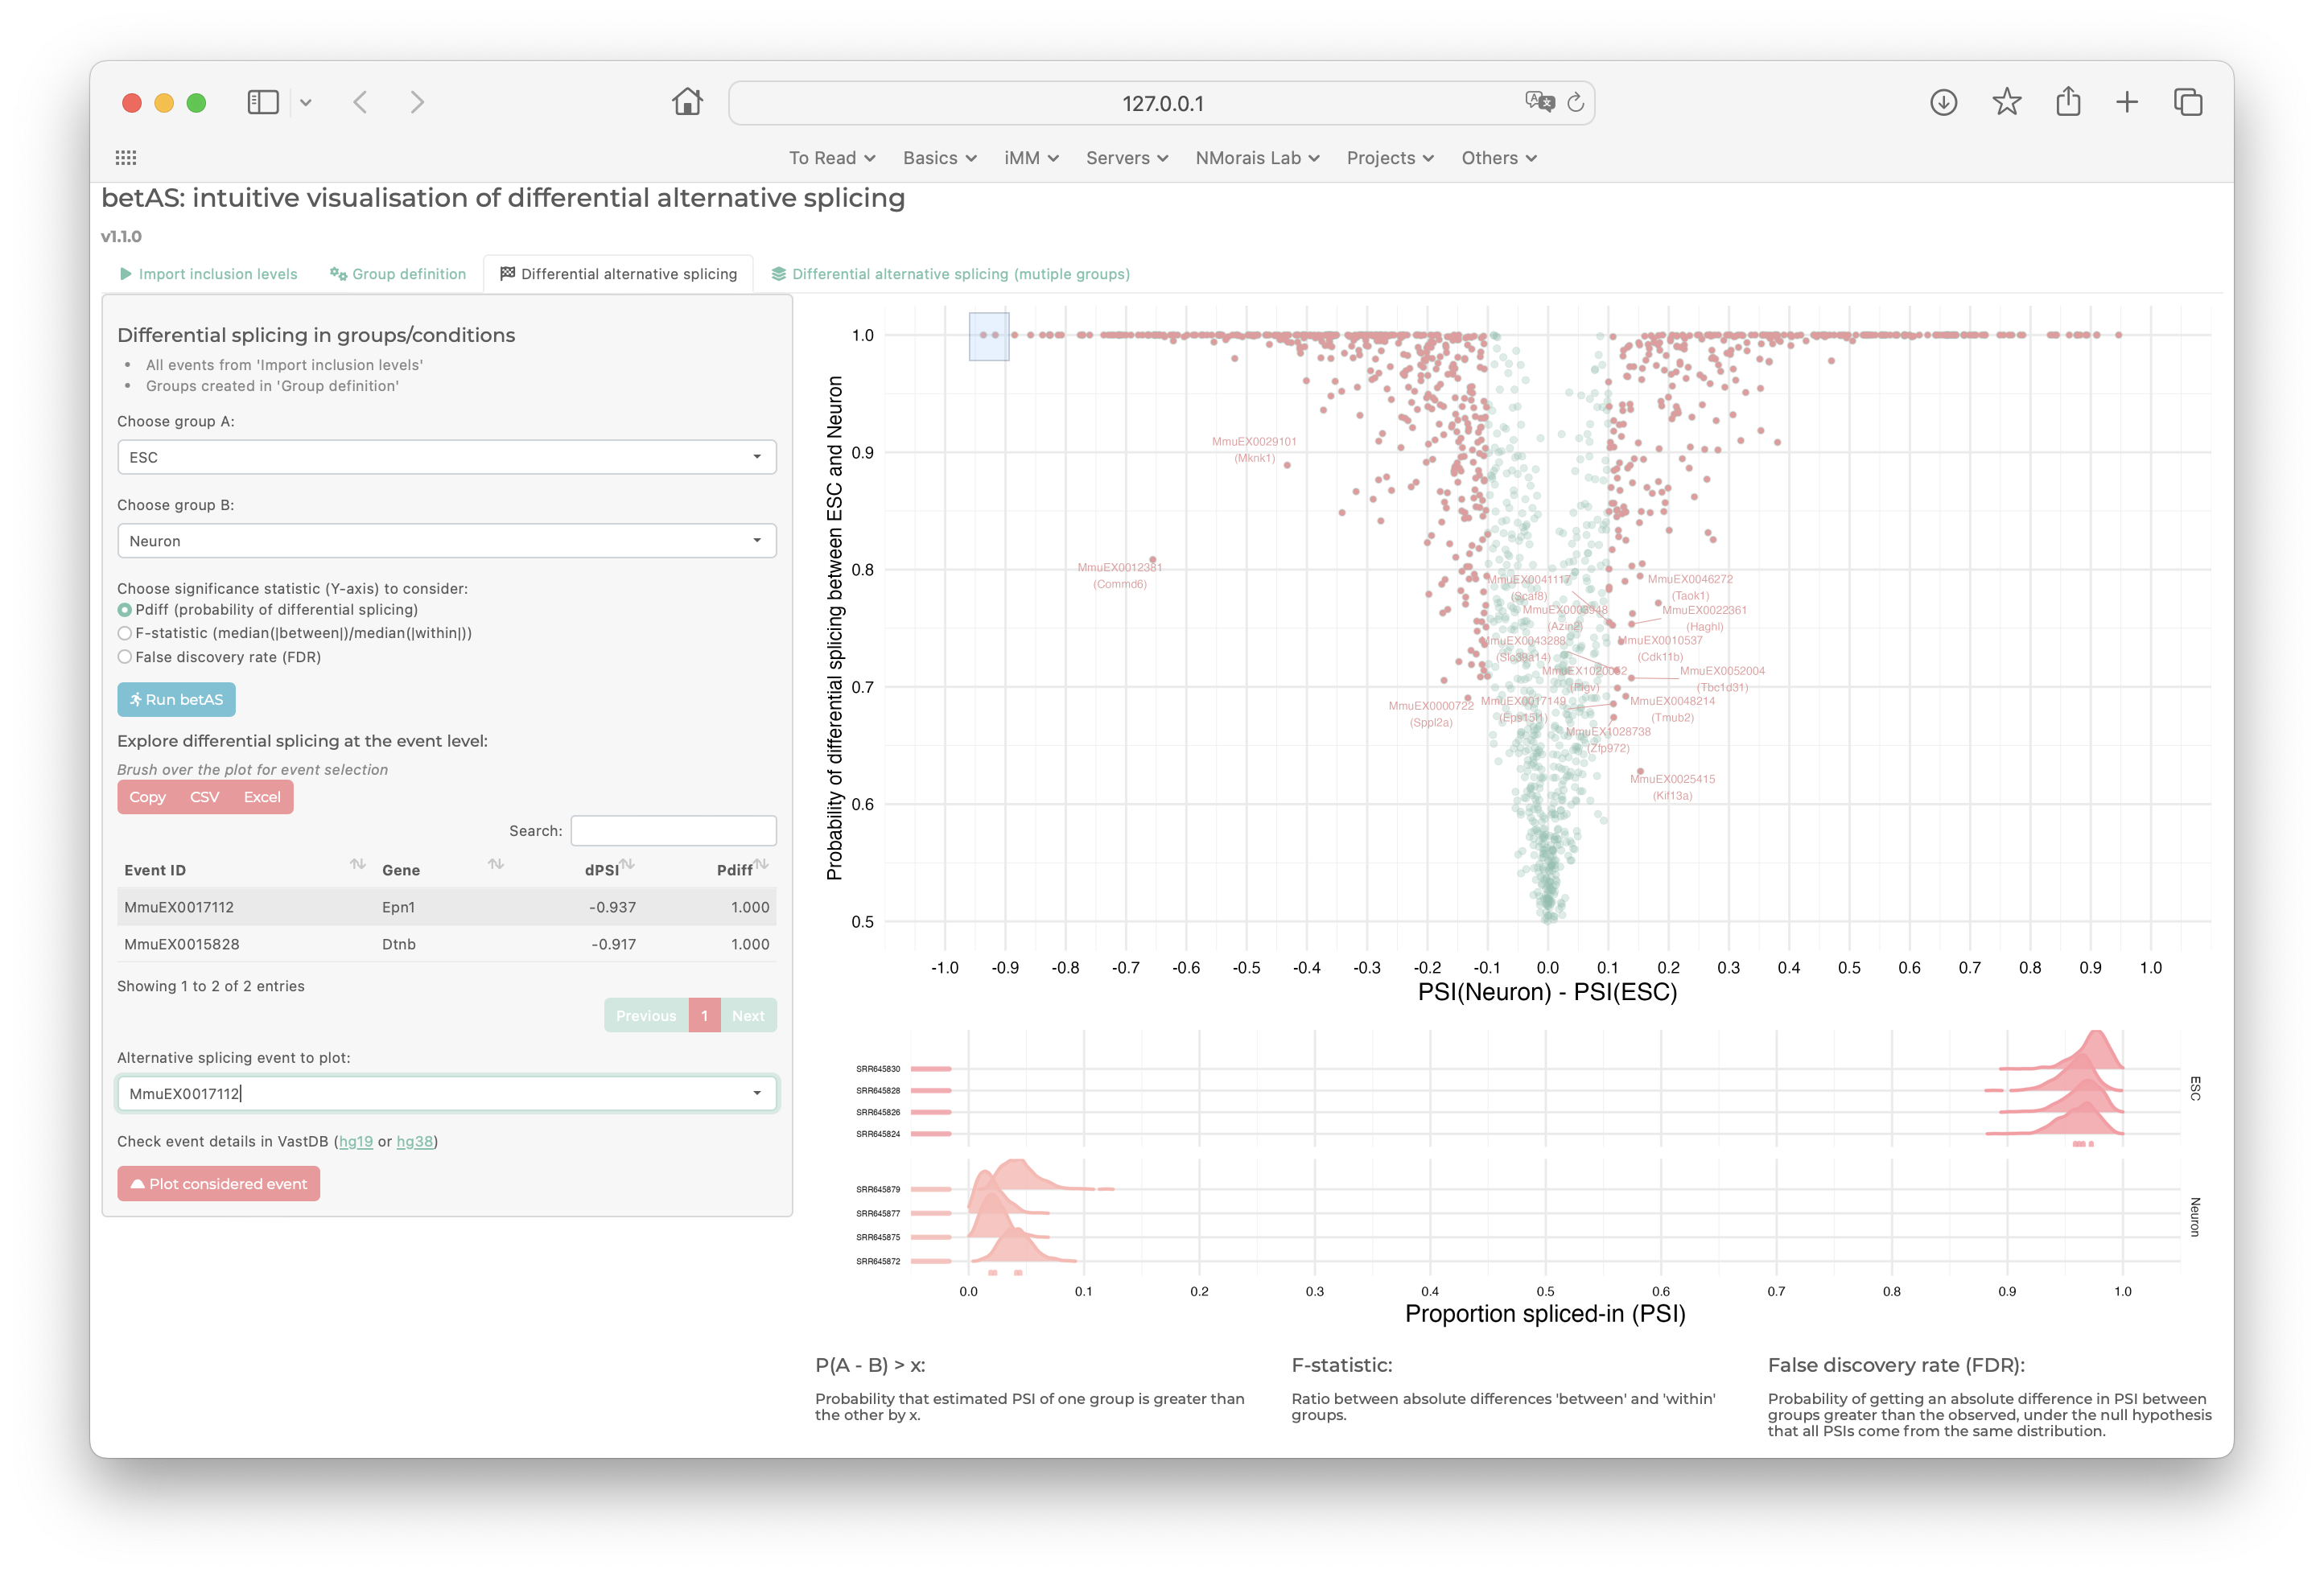 127.0.0.1
To Read
Basics
iMM
Servers
NMorais Lab
Projects
Others
betAS: intuitive visualisation of differential alternative splicing
v1.1.0
Import inclusion levels
Group definition
Differential alternative splicing
Differential alternative splicing (mutiple groups)
Differential splicing in groups/conditions
• All events from 'Import inclusion levels'
• Groups created in 'Group definition'
Choose group A:
ESC
Choose group B:
Neuron
Choose significance statistic (Y-axis) to consider:
Pdiff (probability of differential splicing)
F-statistic (median(|between|)/median(|within|))
False discovery rate (FDR)
Run betAS
Explore differential splicing at the event level:
Brush over the plot for event selection
Copy CSV Excel
Search:
Event ID Gene dPSI Pdiff
MmuEX0017112 Epn1 -0.937 1.000
MmuEX0015828 Dtnb -0.917 1.000
Showing 1 to 2 of 2 entries
Previous 1 Next
Alternative splicing event to plot:
MmuEX0017112
Check event details in VastDB (hg19 or hg38)
Plot considered event
Probability of differential splicing between ESC and Neuron
1.0
0.9
0.8
0.7
0.6
0.5
MmuEX0029101
(Mknk1)
MmuEX0012381
(Commd6)
MmuEX0041117
(Scaf8)
MmuEX0046272
(Taok1)
MmuEX0003948
(Azin2)
MmuEX0022361
(Haghl)
MmuEX0043288
(Slc39a14)
MmuEX0010537
(Cdk11b)
(Pigv)
MmuEX0052004
(Tbc1d31)
MmuEX0000722
(Sppl2a)
MmuEX0017149
(Eps15l1)
MmuEX0048214
(Tmub2)
MmuEX1028738
(Zfp972)
MmuEX0025415
(Kif13a)
-1.0 -0.9 -0.8 -0.7 -0.6 -0.5 -0.4 -0.3 -0.2 -0.1 0.0 0.1 0.2 0.3 0.4 0.5 0.6 0.7 0.8 0.9 1.0
PSI(Neuron) - PSI(ESC)
SRR645830
SRR645828
SRR645826
SRR645824
ESC
SRR645879
SRR645877
SRR645875
SRR645872
Neuron
0.0 0.1 0.2 0.3 0.4 0.5 0.6 0.7 0.8 0.9 1.0
Proportion spliced-in (PSI)
P(A - B) > x:
Probability that estimated PSI of one group is greater than
the other by x.
F-statistic:
Ratio between absolute differences 'between' and 'within'
groups.
False discovery rate (FDR):
Probability of getting an absolute difference in PSI between
groups greater than the observed, under the null hypothesis
that all PSIs come from the same distribution.